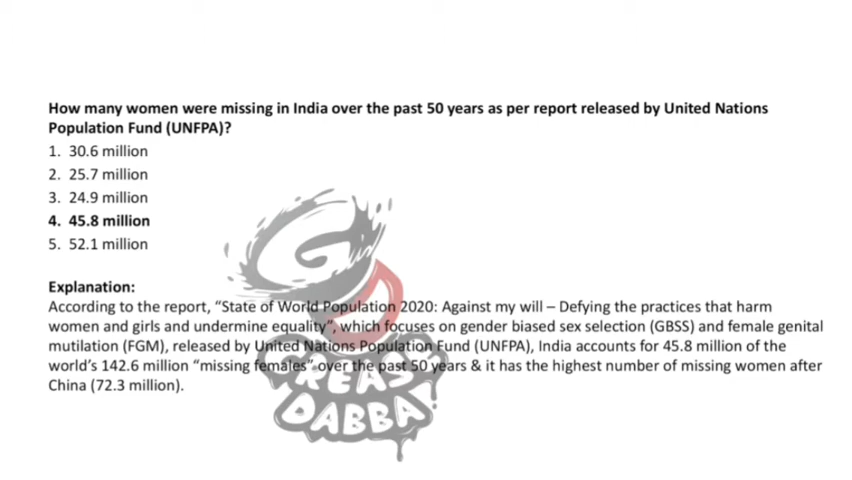 How many women were missing in India over the past 50 years as per report released by United Nations
Population Fund (UNFPA)?
1. 30.6 million
2. 25.7 million
3. 24.9 million
4. 45.8 million
5. 52.1 million
Explanation:
According to the report, “State of World Population 2020: Against my will – Defying the practices that harm
women and girls and undermine equality”, which focuses on gender biased sex selection (GBSS) and female genital
mutilation (FGM), released by United Nations Population Fund (UNFPA), India accounts for 45.8 million of the
world’s 142.6 million “missing females” over the past 50 years & it has the highest number of missing women after
China (72.3 million).
GREASY
DABBA